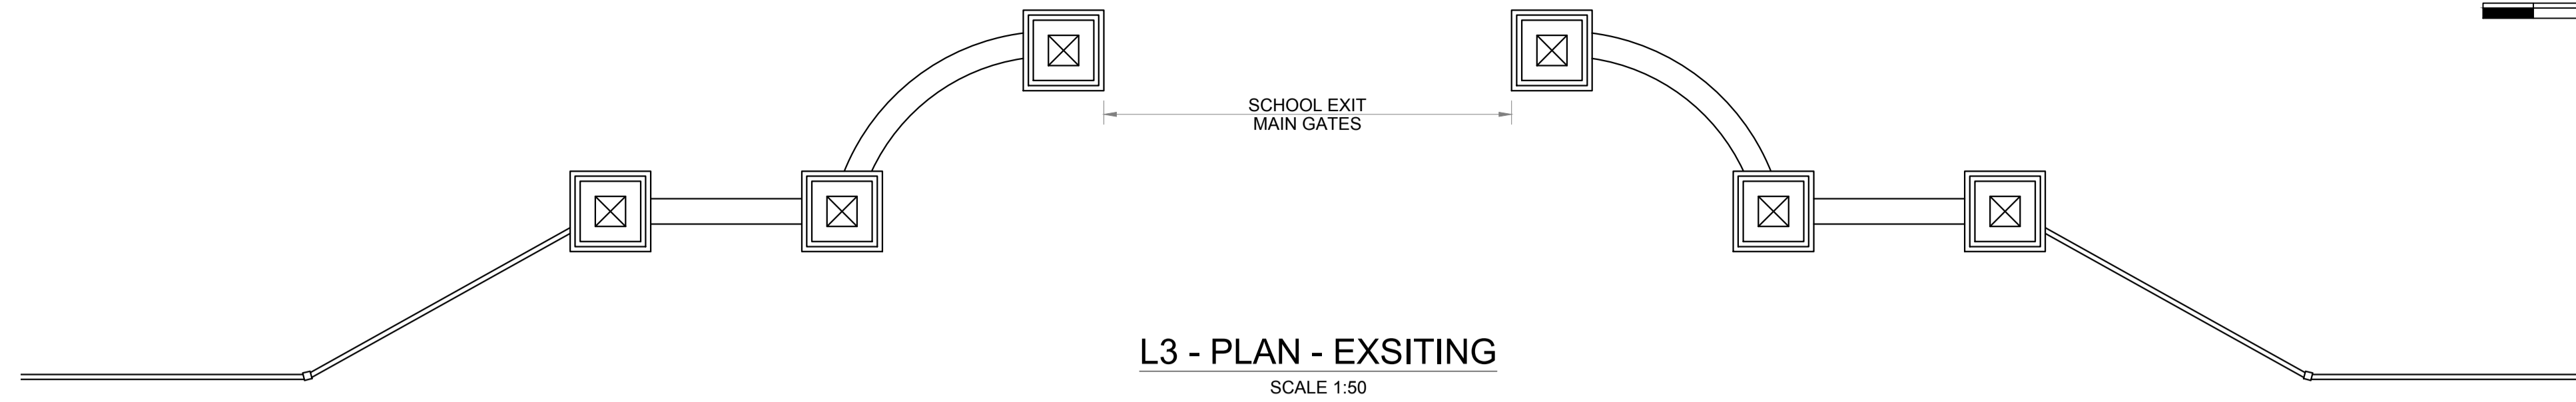 SCHOOL EXIT
MAIN GATES
L3 - PLAN - EXSITING
SCALE 1:50